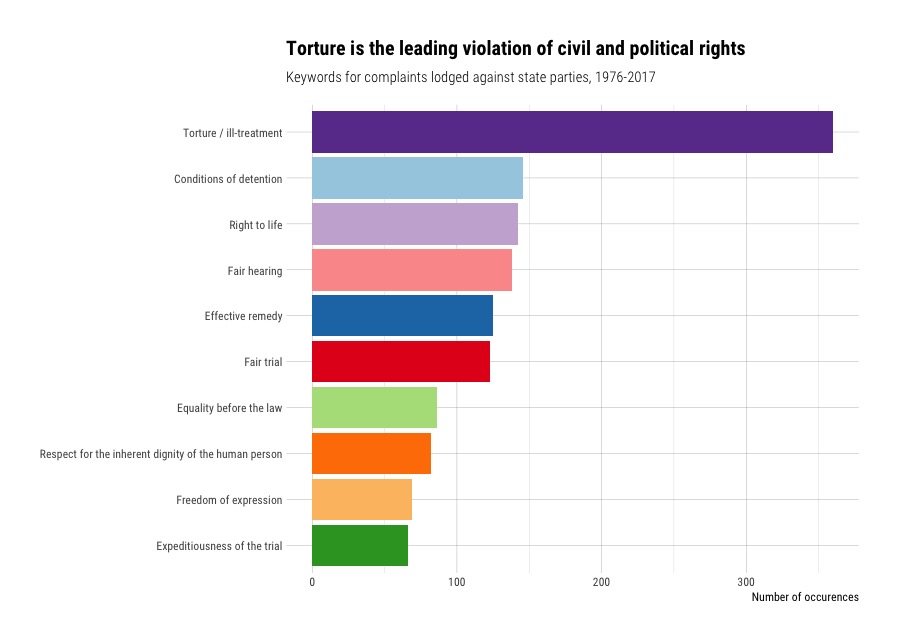 Torture is the leading violation of civil and political rights
Keywords for complaints lodged against state parties, 1976-2017
Torture / ill-treatment
Conditions of detention
Right to life
Fair hearing
Effective remedy
Fair trial
Equality before the law
Respect for the inherent dignity of the human person
Freedom of expression
Expeditiousness of the trial
0 100 200 300
Number of occurences